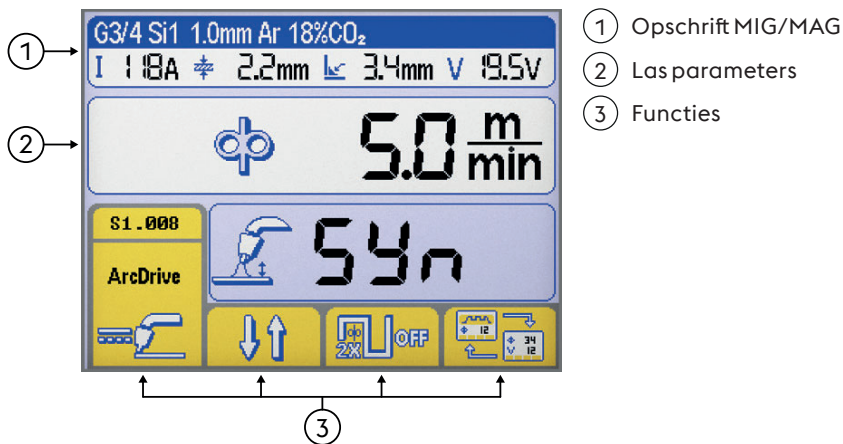 G3/4 Si1 1.0mm Ar 18%CO₂
I 118A 2.2mm 3.4mm V 19.5V
5.0 m/min
S1.008
ArcDrive
Syn
2X OFF
12
34
V 12
1 Opschrift MIG/MAG
2 Las parameters
3 Functies
1
2
3